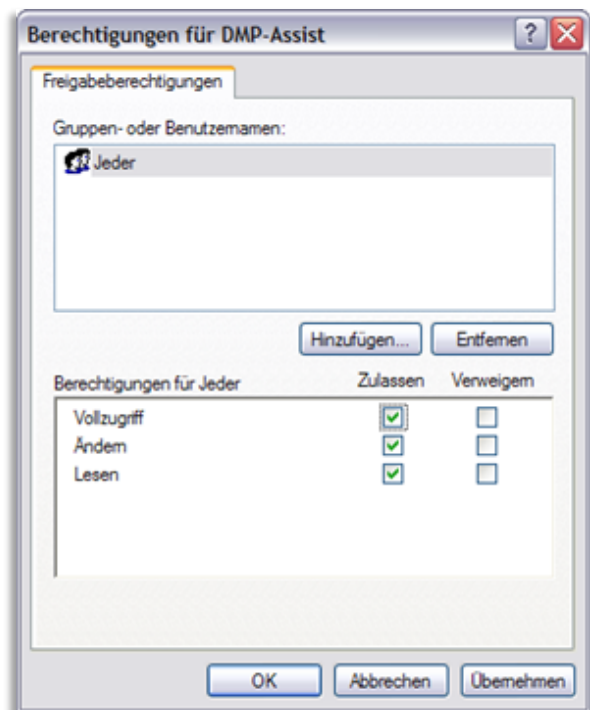 Berechtigungen für DMP-Assist
Freigabeberechtigungen
Gruppen- oder Benutzernamen:
Jeder
Hinzufügen... Entfernen
Berechtigungen für Jeder Zulassen Verweigern
Vollzugriff
Ändern
Lesen
OK Abbrechen Übernehmen